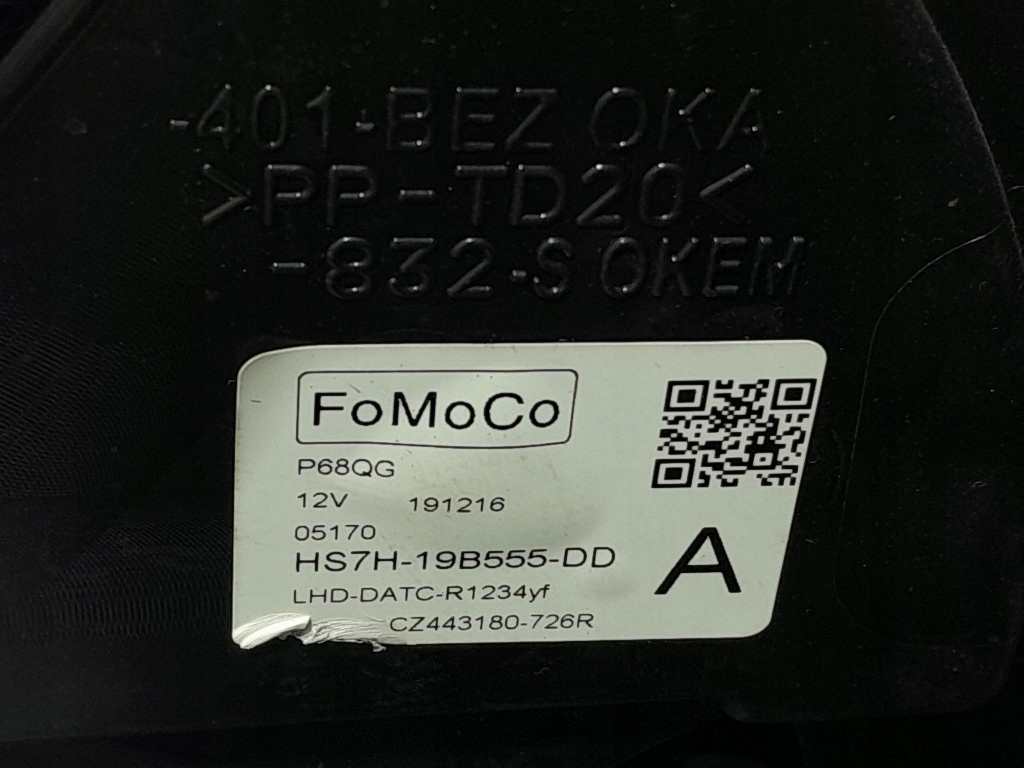 -401-BEZ OKA
>PP-TD20<
-832-S OKEM
FoMoCo
P68QG
12V 191216
05170
HS7H-19B555-DD
A
LHD-DATC-R1234yf
CZ443180-726R